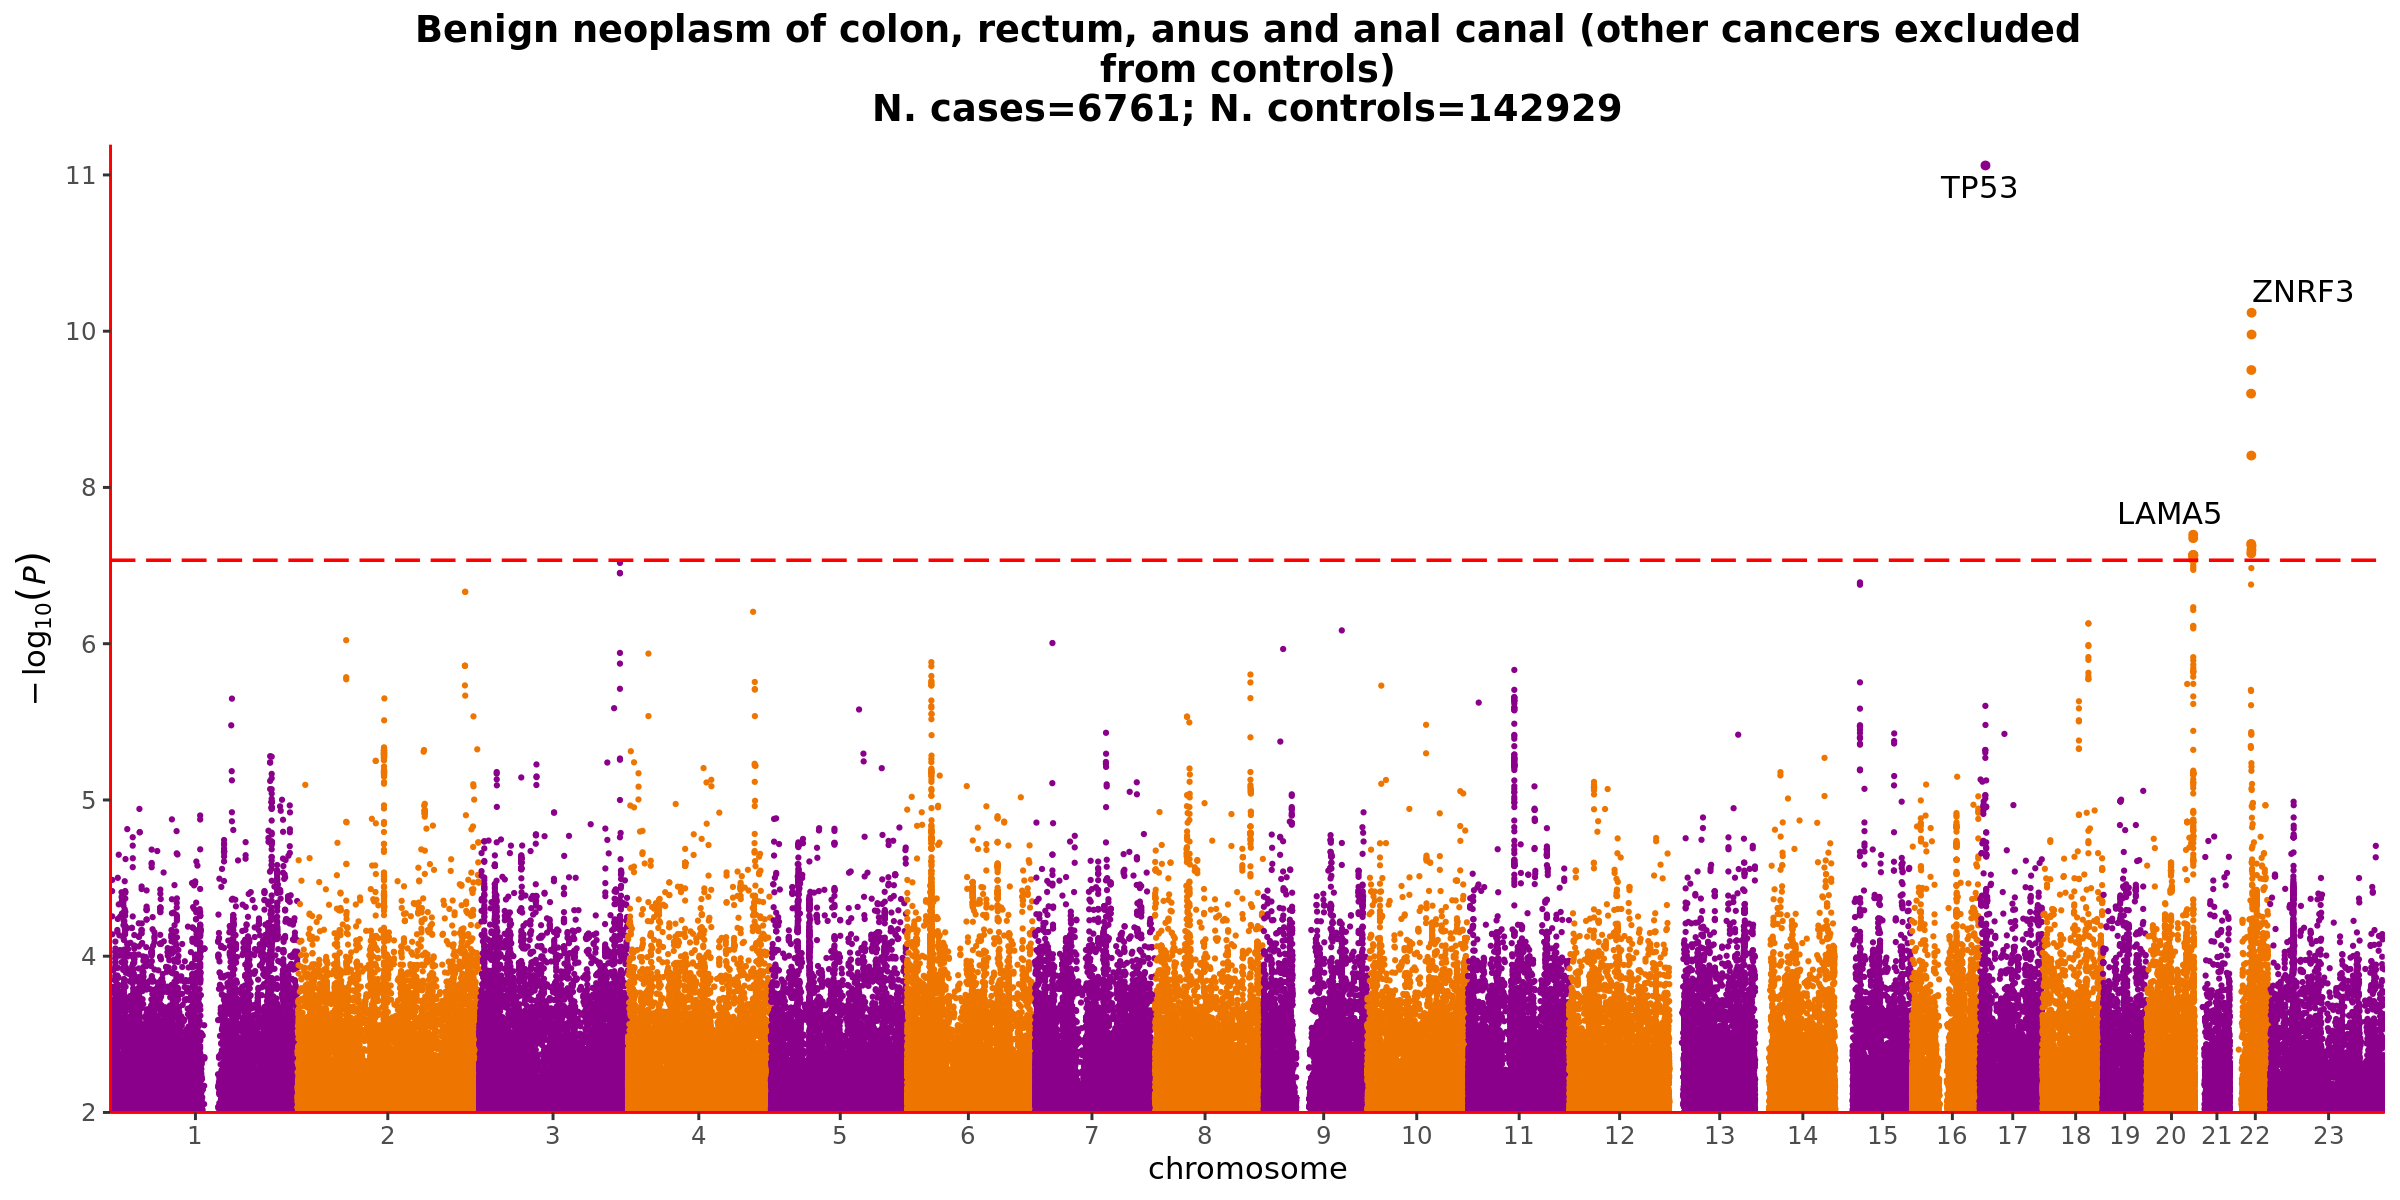 Benign neoplasm of colon, rectum, anus and anal canal (other cancers excluded
from controls)
N. cases=6761; N. controls=142929
11
TP53
ZNRF3
10
8
LAMA5
−log10(P)
6
5
4
2
1 2 3 4 5 6 7 8 9 10 11 12 13 14 15 16 17 18 19 20 21 22 23
chromosome